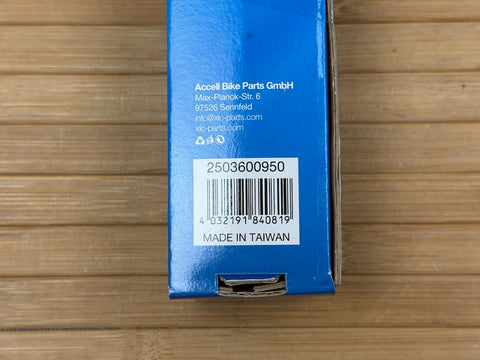 Accell Bike Parts GmbH
Max-Planck-Str. 6
97526 Sennfeld
info@xlc-parts.com
xlc-parts.com
2503600950
4 032191 840819
MADE IN TAIWAN